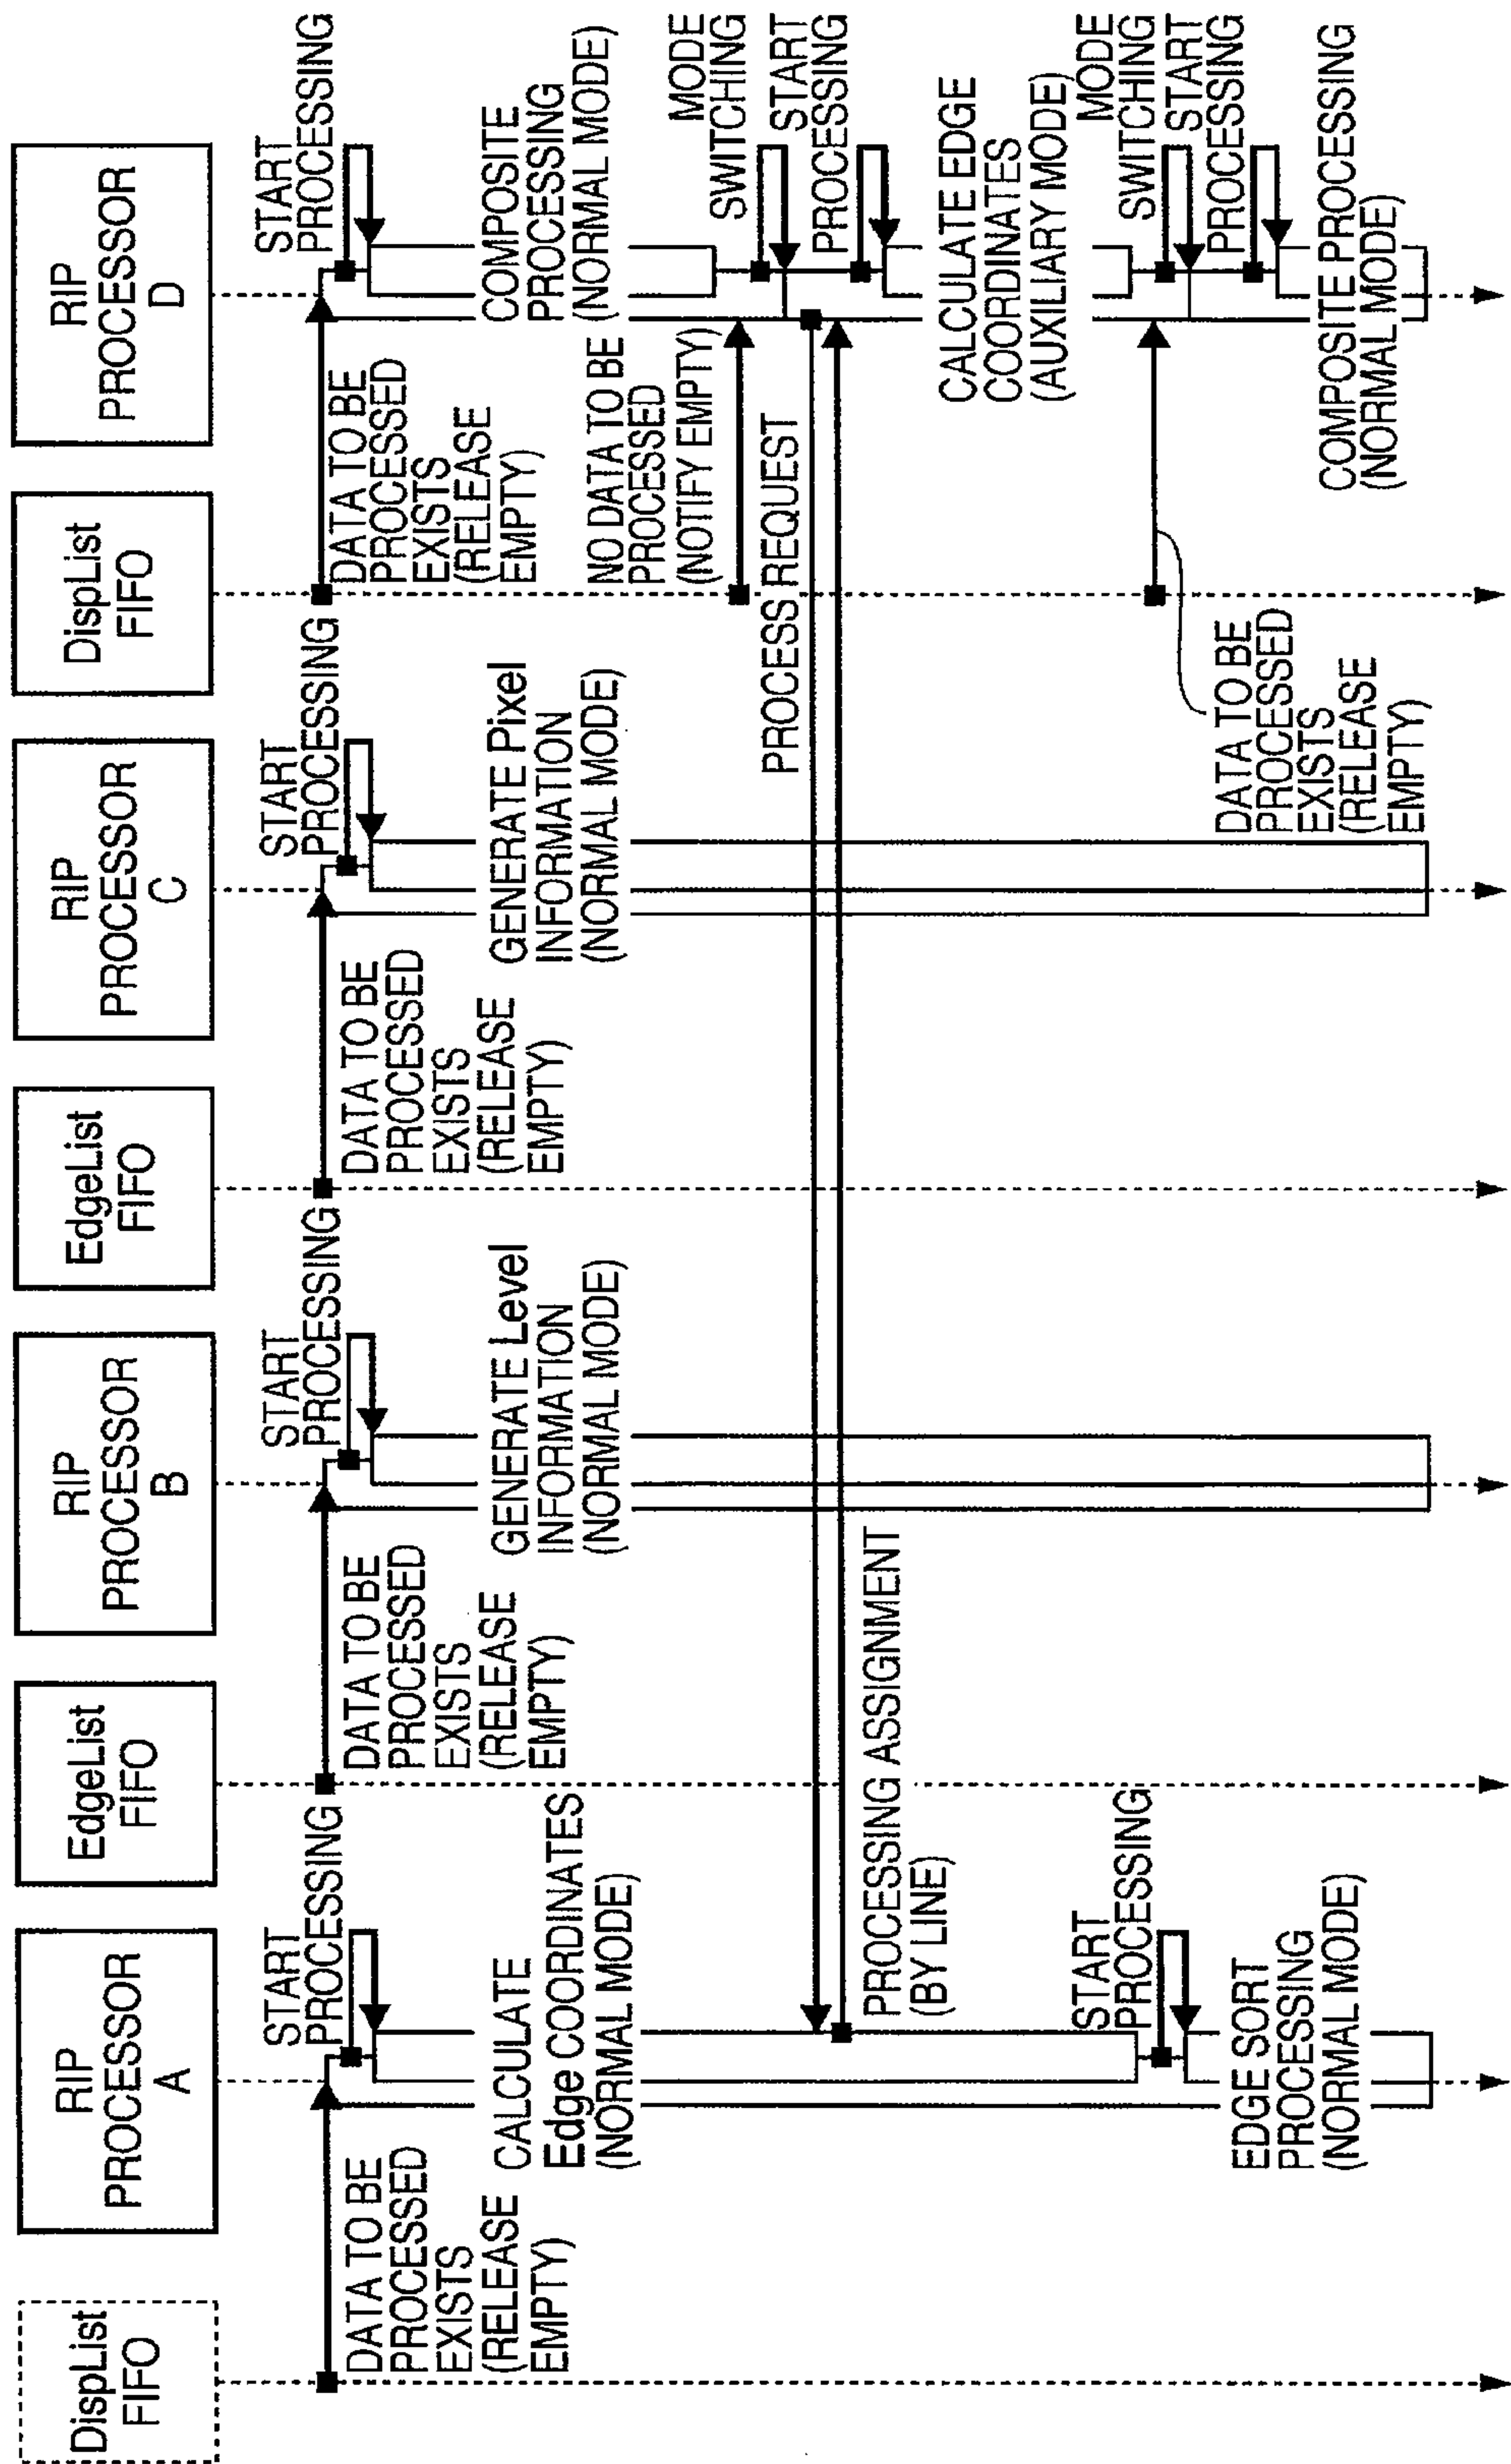 DispList
FIFO
RIP
PROCESSOR
A
EdgeList
FIFO
RIP
PROCESSOR
B
EdgeList
FIFO
RIP
PROCESSOR
C
DispList
FIFO
RIP
PROCESSOR
D
DATA TO BE
PROCESSED
EXISTS
(RELEASE
EMPTY)
START
PROCESSING
CALCULATE
Edge COORDINATES
(NORMAL MODE)
DATA TO BE
PROCESSED
EXISTS
(RELEASE
EMPTY)
START
PROCESSING
GENERATE Level
INFORMATION
(NORMAL MODE)
DATA TO BE
PROCESSED
EXISTS
(RELEASE
EMPTY)
START
PROCESSING
GENERATE Pixel
INFORMATION
(NORMAL MODE)
DATA TO BE
PROCESSED
EXISTS
(RELEASE
EMPTY)
START
PROCESSING
COMPOSITE
PROCESSING
(NORMAL MODE)
NO DATA TO BE
PROCESSED
(NOTIFY EMPTY)
MODE
SWITCHING
START
PROCESSING
PROCESS REQUEST
PROCESSING ASSIGNMENT
(BY LINE)
CALCULATE EDGE
COORDINATES
(AUXILIARY MODE)
START
PROCESSING
EDGE SORT
PROCESSING
(NORMAL MODE)
DATA TO BE
PROCESSED
EXISTS
(RELEASE
EMPTY)
MODE
SWITCHING
START
PROCESSING
COMPOSITE PROCESSING
(NORMAL MODE)